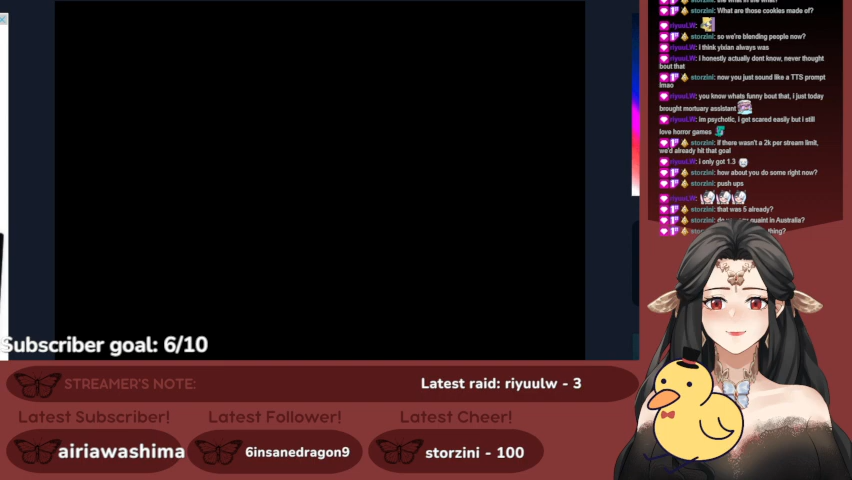 storzini: What are those cookies made of?
riyuuLW:
storzini: so we're blending people now?
riyuuLW: I think yixian always was
riyuuLW: I honestly actually dont know, never thought
bout that
storzini: now you just sound like a TTS prompt
lmao
riyuuLW: you know whats funny bout that, i just today
brought mortuary assistant
riyuuLW: Im psychotic, i get scared easily but i still
love horror games
storzini: if there wasn't a 2k per stream limit,
we'd already hit that goal
riyuuLW: i only got 1.3
storzini: how about you do some right now?
storzini: push ups
riyuuLW:
storzini: that was 5 already?
storzini: do quaint in Australia?
thing?
Subscriber goal: 6/10
STREAMER'S NOTE:
Latest raid: riyuulw - 3
Latest Subscriber!
Latest Follower!
Latest Cheer!
airiawashima
6insanedragon9
storzini - 100